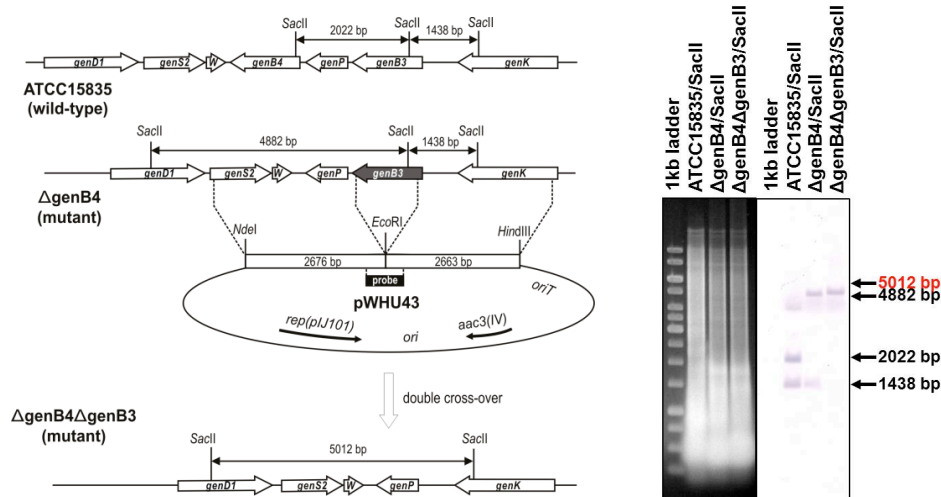 SacII SacII SacII
2022 bp 1438 bp
genD1 genS2 W genB4 genP genB3 genK
ATCC15835
(wild-type)
SacII SacII SacII
4882 bp 1438 bp
genD1 genS2 W genP genB3 genK
ΔgenB4
(mutant)
NdeI EcoRI HindIII
2676 bp 2663 bp
probe
pWHU43
oriT
rep(pIJ101) ori aac3(IV)
double cross-over
ΔgenB4ΔgenB3
(mutant)
SacII SacII
5012 bp
genD1 genS2 W genP genK
1kb ladder
ATCC15835/SacII
ΔgenB4/SacII
ΔgenB4ΔgenB3/SacII
1kb ladder
ATCC15835/SacII
ΔgenB4/SacII
ΔgenB4ΔgenB3/SacII
5012 bp
4882 bp
2022 bp
1438 bp